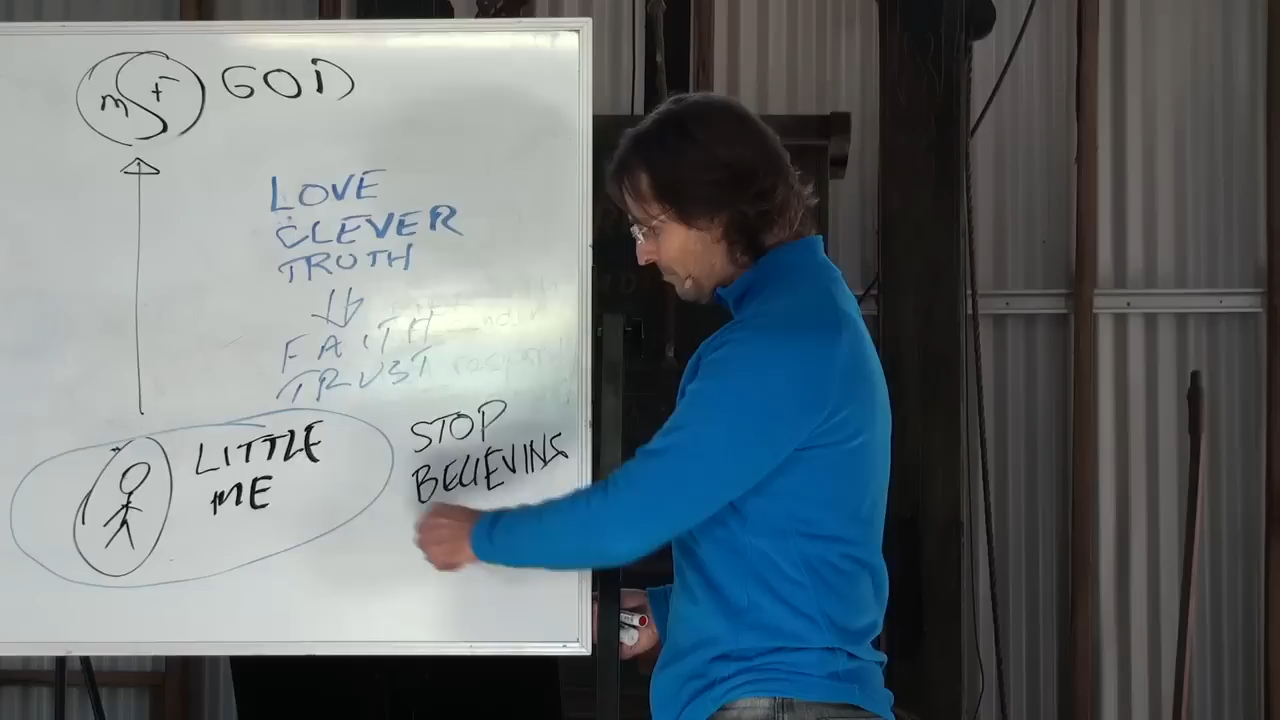 m f GOD
LOVE
CLEVER
TRUTH
FAITH
TRUST
LITTLE
ME
STOP
BELIEVING